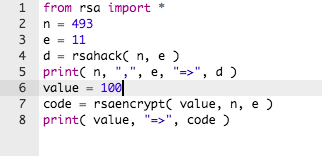 1 from rsa import *
2 n = 493
3 e = 11
4 d = rsahack( n, e )
5 print( n, ",", e, "=>", d )
6 value = 100
7 code = rsaencrypt( value, n, e )
8 print( value, "=>", code )